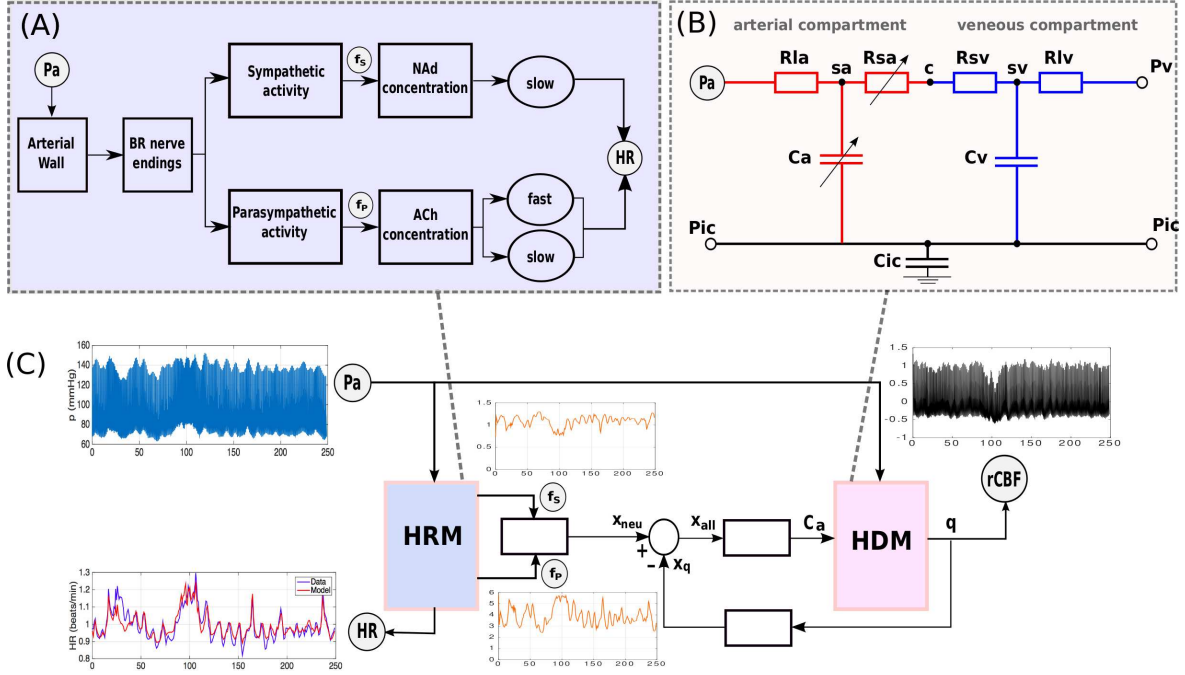 (A)
Pa
Arterial
Wall
BR nerve
endings
Sympathetic
activity
fS
NAd
concentration
slow
HR
Parasympathetic
activity
fP
ACh
concentration
fast
slow
(B)
arterial compartment
veneous compartment
Pa
Rla
sa
Rsa
c
Rsv
sv
Rlv
Pv
Ca
Cv
Pic
Pic
Cic
(C)
p (mmHg)
160
140
120
100
80
60
0
50
100
150
200
250
Pa
1.5
1
0.5
0
0
50
100
150
200
250
1.5
1
0.5
0
-0.5
-1
0
50
100
150
200
250
rCBF
HRM
fS
fP
xneu
+
-
xq
xall
Ca
HDM
q
HR (beats/min)
1.3
1.2
1.1
1
0.9
0.8
0
50
100
150
200
250
Data
Model
HR
6
5
4
3
2
1
0
0
50
100
150
200
250